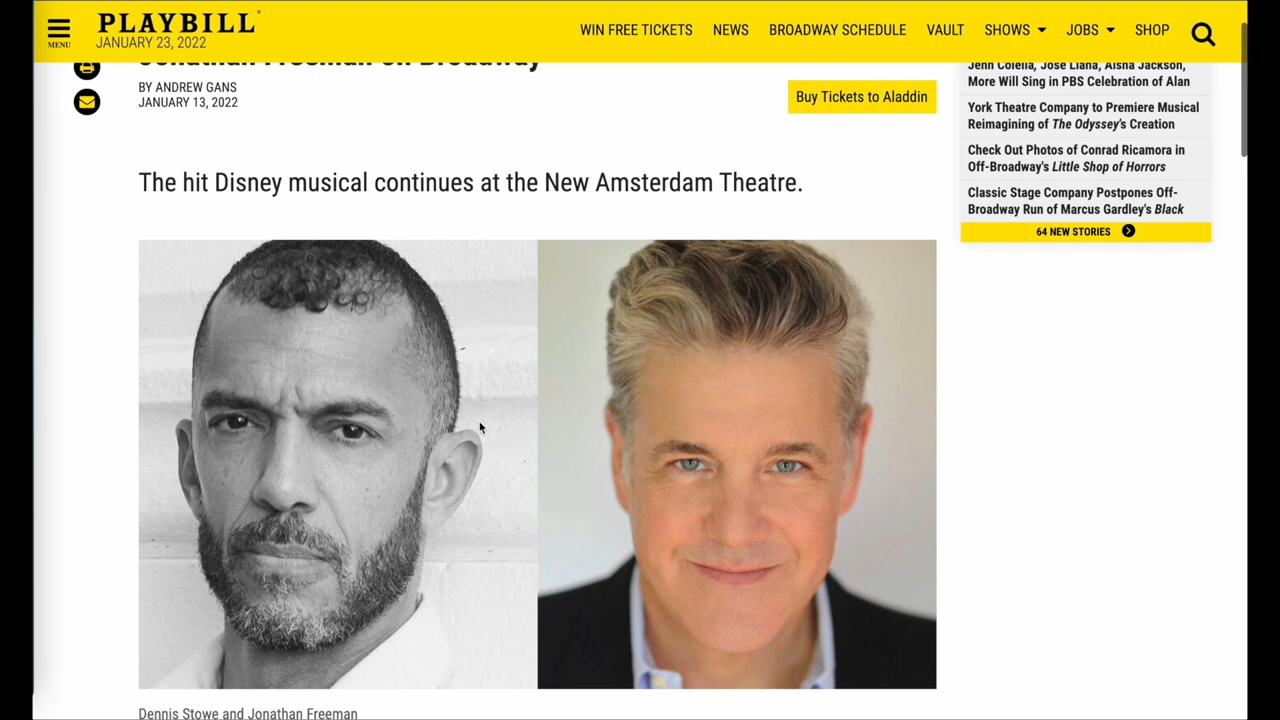 PLAYBILL
MENU
JANUARY 23, 2022
WIN FREE TICKETS
NEWS
BROADWAY SCHEDULE
VAULT
SHOWS
JOBS
SHOP
Jonathan Freeman on Broadway
BY ANDREW GANS
JANUARY 13, 2022
Buy Tickets to Aladdin
The hit Disney musical continues at the New Amsterdam Theatre.
Dennis Stowe and Jonathan Freeman
Jenn Colella, Jose Llana, Aisha Jackson,
More Will Sing in PBS Celebration of Alan
York Theatre Company to Premiere Musical
Reimagining of The Odyssey's Creation
Check Out Photos of Conrad Ricamora in
Off-Broadway's Little Shop of Horrors
Classic Stage Company Postpones Off-
Broadway Run of Marcus Gardley's Black
64 NEW STORIES